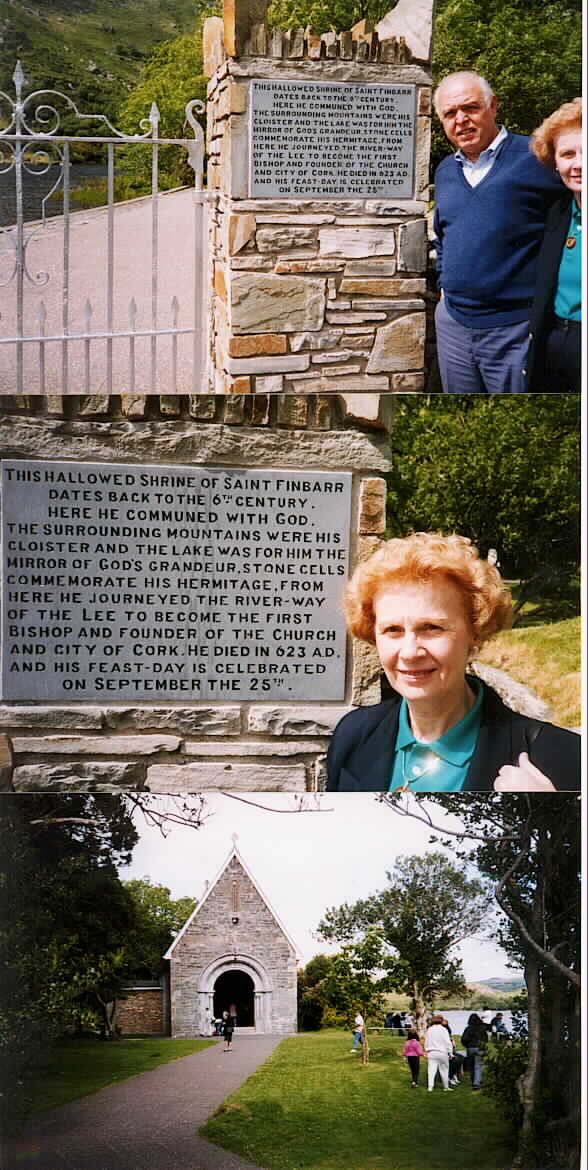 THIS HALLOWED SHRINE OF SAINT FINBARR
DATES BACK TO THE 6TH CENTURY.
HERE HE COMMUNED WITH GOD.
THE SURROUNDING MOUNTAINS WERE HIS
CLOISTER AND THE LAKE WAS FOR HIM THE
MIRROR OF GOD'S GRANDEUR, STONE CELLS
COMMEMORATE HIS HERMITAGE, FROM
HERE HE JOURNEYED THE RIVER-WAY
OF THE LEE TO BECOME THE FIRST
BISHOP AND FOUNDER OF THE CHURCH
AND CITY OF CORK. HE DIED IN 623 A.D.
AND HIS FEAST-DAY IS CELEBRATED
ON SEPTEMBER THE 25TH.
THIS HALLOWED SHRINE OF SAINT FINBARR
DATES BACK TO THE 6TH CENTURY.
HERE HE COMMUNED WITH GOD.
THE SURROUNDING MOUNTAINS WERE HIS
CLOISTER AND THE LAKE WAS FOR HIM THE
MIRROR OF GOD'S GRANDEUR, STONE CELLS
COMMEMORATE HIS HERMITAGE, FROM
HERE HE JOURNEYED THE RIVER-WAY
OF THE LEE TO BECOME THE FIRST
BISHOP AND FOUNDER OF THE CHURCH
AND CITY OF CORK. HE DIED IN 623 A.D.
AND HIS FEAST-DAY IS CELEBRATED
ON SEPTEMBER THE 25TH.